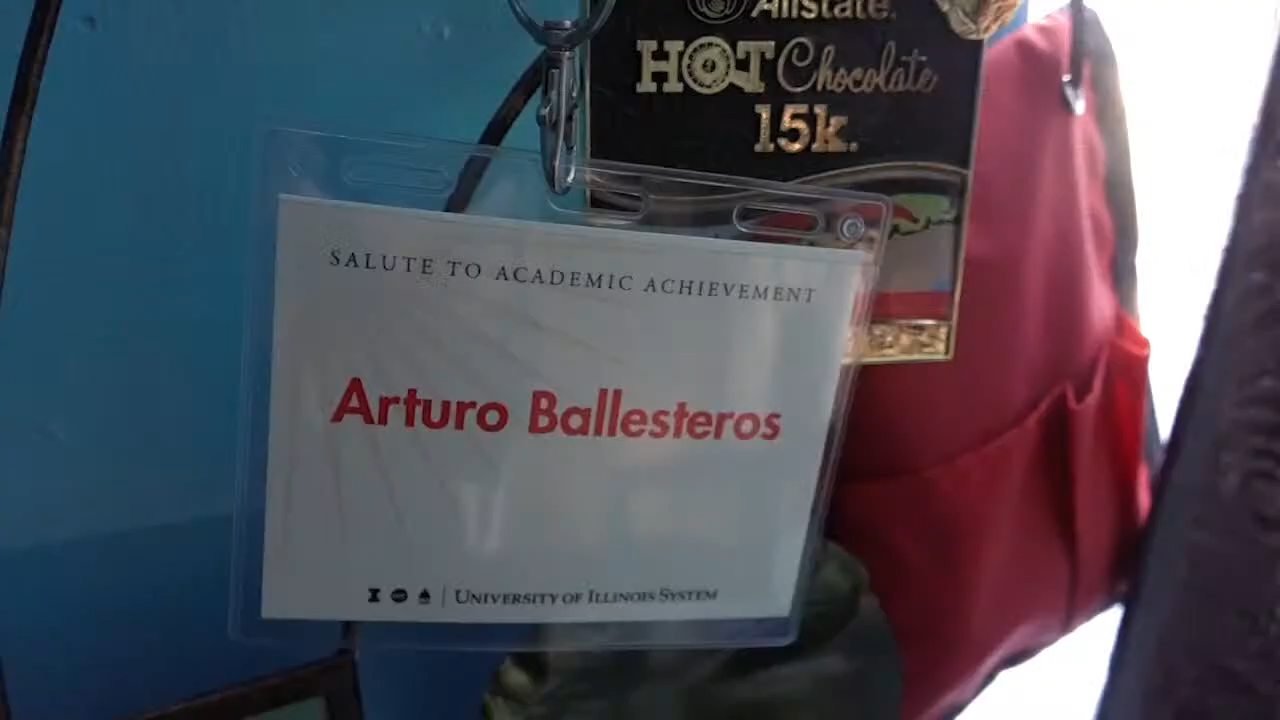 Allstate.
HOT Chocolate
15k.
SALUTE TO ACADEMIC ACHIEVEMENT
Arturo Ballesteros
UNIVERSITY OF ILLINOIS SYSTEM